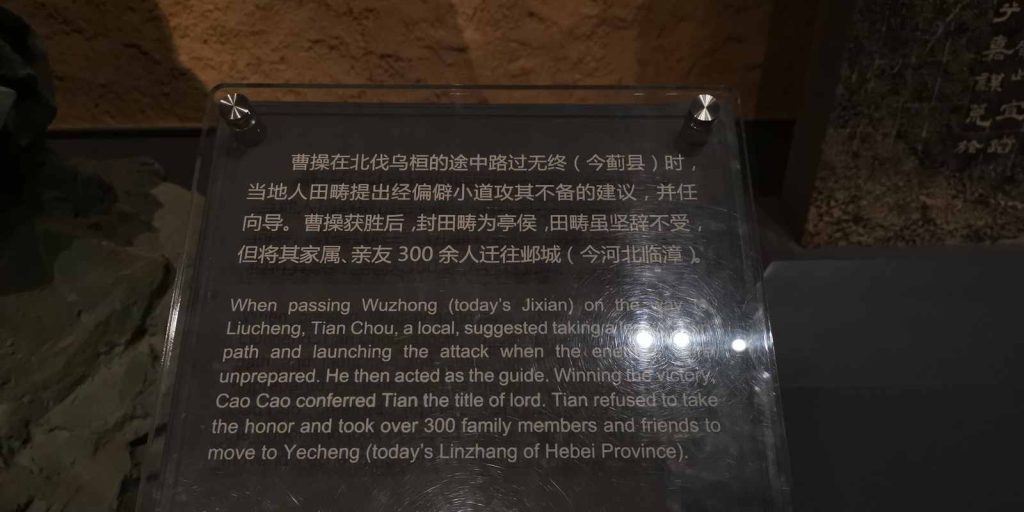 曹操在北伐乌桓的途中路过无终（今蓟县）时，
当地人田畴提出经偏僻小道攻其不备的建议，并任
向导。曹操获胜后，封田畴为亭侯，田畴虽坚辞不受，
但将其家属、亲友 300 余人迁往邺城（今河北临漳）。
When passing Wuzhong (today's Jixian) on the way
Liucheng, Tian Chou, a local, suggested taking a
path and launching the attack when the
unprepared. He then acted as the guide. Winning the victory,
Cao Cao conferred Tian the title of lord. Tian refused to take
the honor and took over 300 family members and friends to
move to Yecheng (today's Linzhang of Hebei Province).